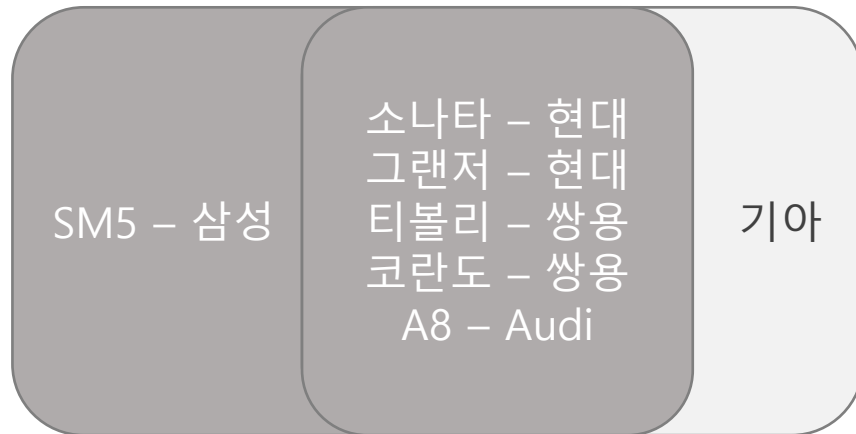 SM5 – 삼성
소나타 – 현대
그랜저 – 현대
티볼리 – 쌍용
코란도 – 쌍용
A8 – Audi
기아